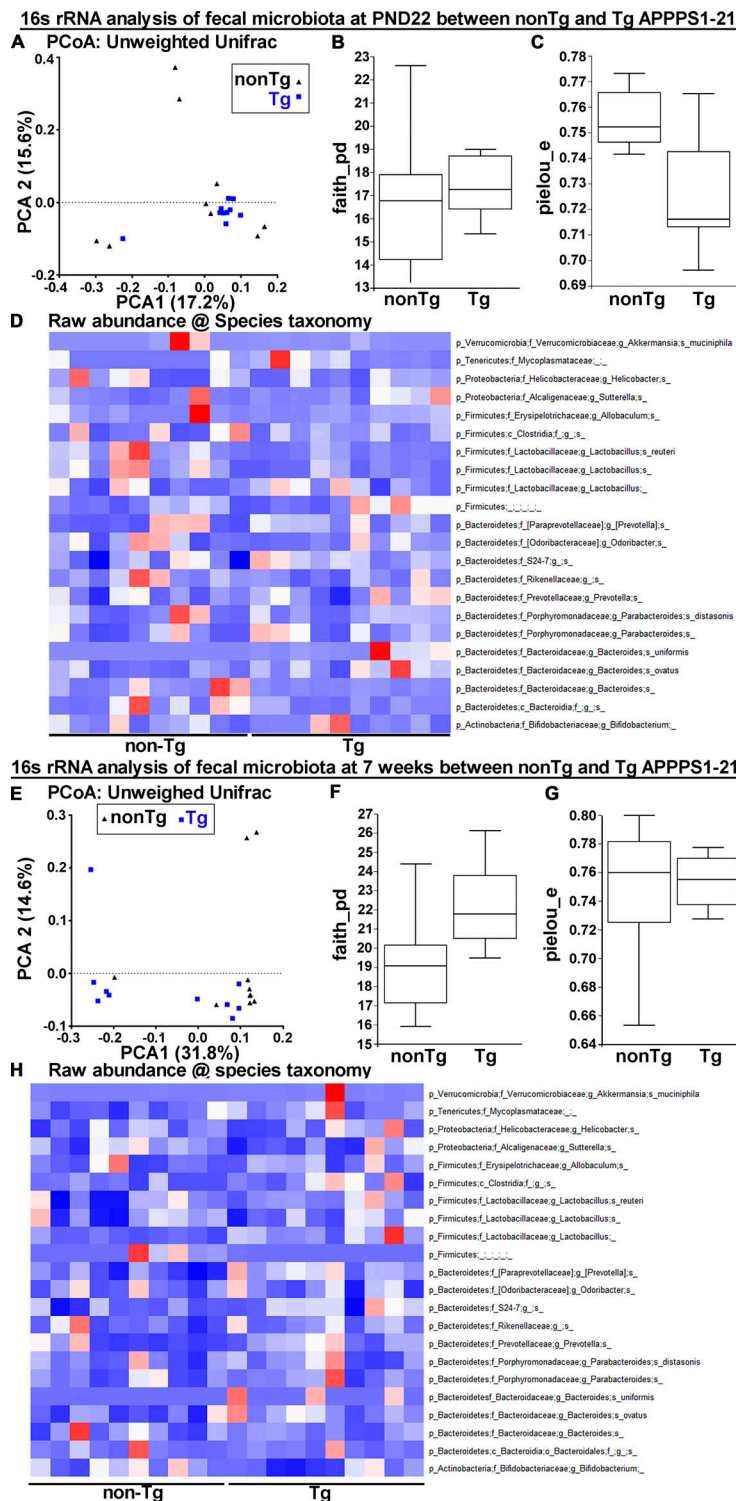 16s rRNA analysis of fecal microbiota at PND22 between nonTg and Tg APPPS1-21
A PCoA: Unweighted Unifrac
nonTg
Tg
0.4
0.2
0.0
-0.2
PCA 2 (15.6%)
-0.3 -0.2 -0.1 0.0 0.1 0.2
PCA1 (17.2%)
B
23
22
21
20
19
18
17
16
15
14
13
faith_pd
nonTg Tg
C
0.78
0.77
0.76
0.75
0.74
0.73
0.72
0.71
0.70
0.69
pielou_e
nonTg Tg
D Raw abundance @ Species taxonomy
p_Verrucomicrobia;f_Verrucomicrobiaceae;g_Akkermansia;s_muciniphila
p_Tenericutes;f_Mycoplasmataceae;_;_
p_Proteobacteria;f_Helicobacteraceae;g_Helicobacter;s_
p_Proteobacteria;f_Alcaligenaceae;g_Sutterella;s_
p_Firmicutes;f_Erysipelotrichaceae;g_Allobaculum;s_
p_Firmicutes;c_Clostridia;f_;g_;s_
p_Firmicutes;f_Lactobacillaceae;g_Lactobacillus;s_reuteri
p_Firmicutes;f_Lactobacillaceae;g_Lactobacillus;s_
p_Firmicutes;f_Lactobacillaceae;g_Lactobacillus;_
p_Firmicutes;_;_;_;_;_
p_Bacteroidetes;f_[Paraprevotellaceae];g_[Prevotella];s_
p_Bacteroidetes;f_[Odoribacteraceae];g_Odoribacter;s_
p_Bacteroidetes;f_S24-7;g_;s_
p_Bacteroidetes;f_Rikenellaceae;g_;s_
p_Bacteroidetes;f_Prevotellaceae;g_Prevotella;s_
p_Bacteroidetes;f_Porphyromonadaceae;g_Parabacteroides;s_distasonis
p_Bacteroidetes;f_Porphyromonadaceae;g_Parabacteroides;s_
p_Bacteroidetes;f_Bacteroidaceae;g_Bacteroides;s_uniformis
p_Bacteroidetes;f_Bacteroidaceae;g_Bacteroides;s_ovatus
p_Bacteroidetes;f_Bacteroidaceae;g_Bacteroides;s_
p_Bacteroidetes;c_Bacteroidia;f_;g_;s_
p_Actinobacteria;f_Bifidobacteriaceae;g_Bifidobacterium;_
non-Tg Tg
16s rRNA analysis of fecal microbiota at 7 weeks between nonTg and Tg APPPS1-21
E PCoA: Unweighed Unifrac
nonTg Tg
0.3
0.2
0.1
0.0
-0.1
PCA 2 (14.6%)
-0.3 -0.2 -0.1 0.0 0.1 0.2
PCA1 (31.8%)
F
27
26
25
24
23
22
21
20
19
18
17
16
15
faith_pd
nonTg Tg
G
0.80
0.78
0.76
0.74
0.72
0.70
0.68
0.66
0.64
pielou_e
nonTg Tg
H Raw abundance @ species taxonomy
p_Verrucomicrobia;f_Verrucomicrobiaceae;g_Akkermansia;s_muciniphila
p_Tenericutes;f_Mycoplasmataceae;_;_
p_Proteobacteria;f_Helicobacteraceae;g_Helicobacter;s_
p_Proteobacteria;f_Alcaligenaceae;g_Sutterella;s_
p_Firmicutes;f_Erysipelotrichaceae;g_Allobaculum;s_
p_Firmicutes;c_Clostridia;f_;g_;s_
p_Firmicutes;f_Lactobacillaceae;g_Lactobacillus;s_reuteri
p_Firmicutes;f_Lactobacillaceae;g_Lactobacillus;s_
p_Firmicutes;f_Lactobacillaceae;g_Lactobacillus;_
p_Firmicutes;_;_;_;_;_
p_Bacteroidetes;f_[Paraprevotellaceae];g_[Prevotella];s_
p_Bacteroidetes;f_[Odoribacteraceae];g_Odoribacter;s_
p_Bacteroidetes;f_S24-7;g_;s_
p_Bacteroidetes;f_Rikenellaceae;g_;s_
p_Bacteroidetes;f_Prevotellaceae;g_Prevotella;s_
p_Bacteroidetes;f_Porphyromonadaceae;g_Parabacteroides;s_distasonis
p_Bacteroidetes;f_Porphyromonadaceae;g_Parabacteroides;s_
p_Bacteroidetesf_Bacteroidaceae;g_Bacteroides;s_uniformis
p_Bacteroidetes;f_Bacteroidaceae;g_Bacteroides;s_ovatus
p_Bacteroidetes;f_Bacteroidaceae;g_Bacteroides;s_
p_Bacteroidetes;c_Bacteroidia;o_Bacteroidales;f_;g_;s_
p_Actinobacteria;f_Bifidobacteriaceae;g_Bifidobacterium;_
non-Tg Tg